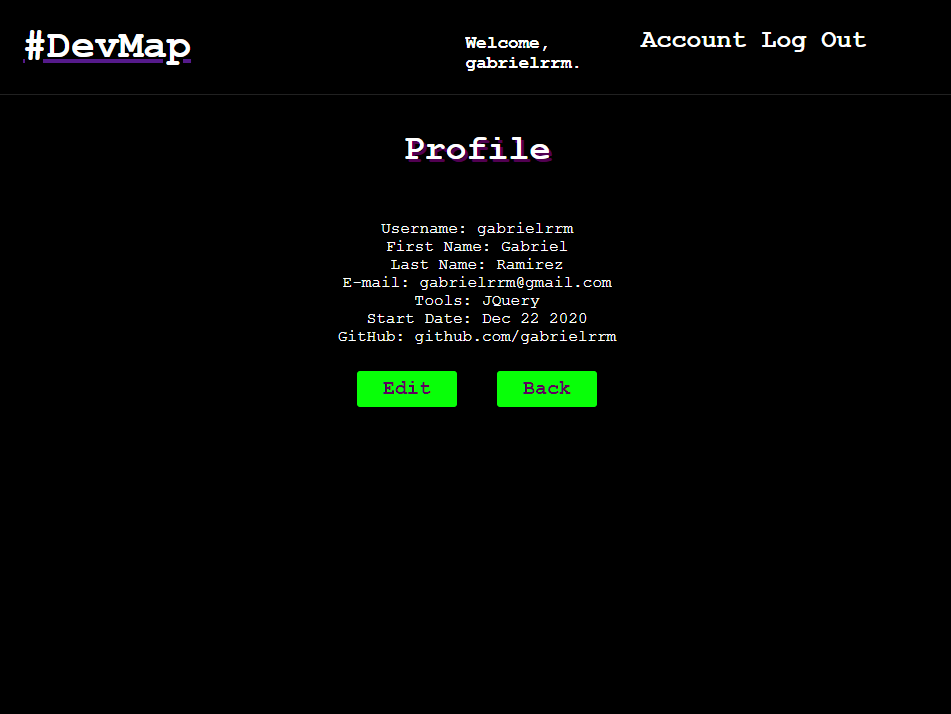 #DevMap
Welcome,
gabrielrrm.
Account Log Out
Profile
Username: gabrielrrm
First Name: Gabriel
Last Name: Ramirez
E-mail: gabrielrrm@gmail.com
Tools: JQuery
Start Date: Dec 22 2020
GitHub: github.com/gabrielrrm
Edit Back